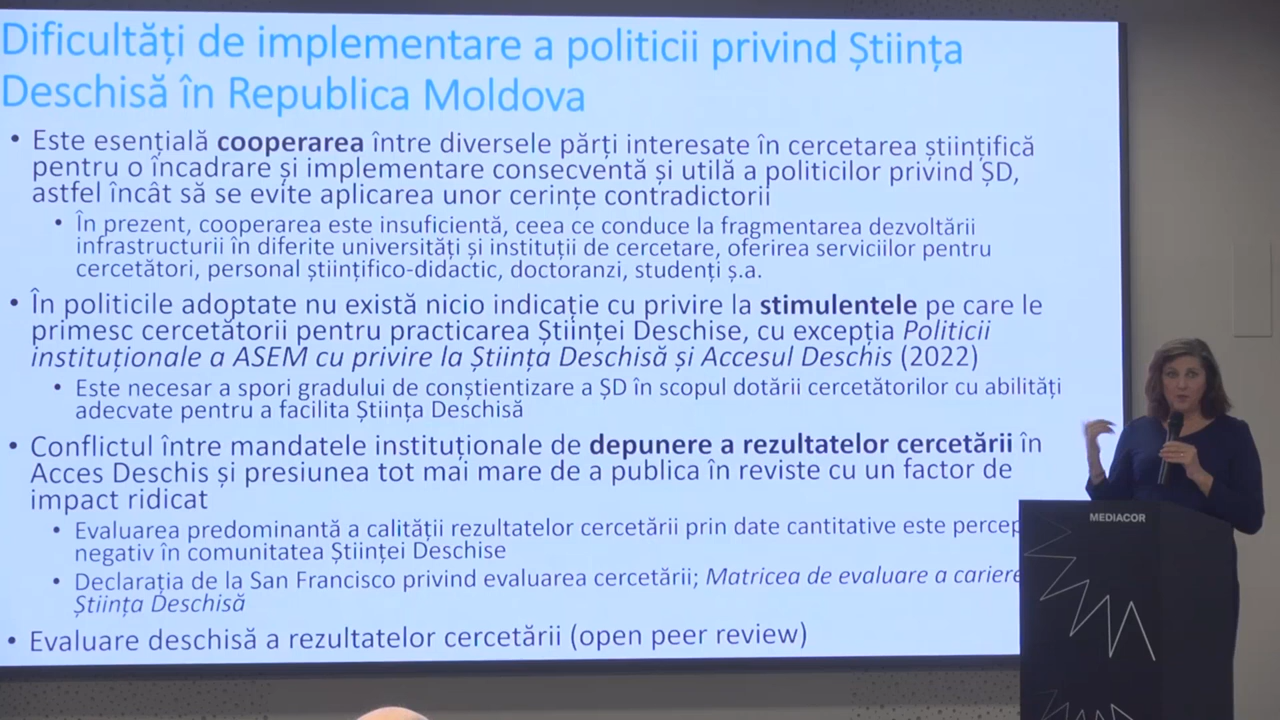 Dificultăți de implementare a politicii privind Știința
Deschisă în Republica Moldova
• Este esențială cooperarea între diversele părți interesate în cercetarea științifică
pentru o încadrare și implementare consecventă și utilă a politicilor privind ȘD,
astfel încât să se evite aplicarea unor cerințe contradictorii
• În prezent, cooperarea este insuficientă, ceea ce conduce la fragmentarea dezvoltării
infrastructurii în diferite universități și instituții de cercetare, oferirea serviciilor pentru
cercetători, personal științifico-didactic, doctoranzi, studenți ș.a.
• În politicile adoptate nu există nicio indicație cu privire la stimulentele pe care le
primesc cercetătorii pentru practicarea Științei Deschise, cu excepția Politicii
instituționale a ASEM cu privire la Știința Deschisă și Accesul Deschis (2022)
• Este necesar a spori gradului de conștientizare a ȘD în scopul dotării cercetătorilor cu abilități
adecvate pentru a facilita Știința Deschisă
• Conflictul între mandatele instituționale de depunere a rezultatelor cercetării în
Acces Deschis și presiunea tot mai mare de a publica în reviste cu un factor de
impact ridicat
• Evaluarea predominantă a calității rezultatelor cercetării prin date cantitative este percep
negativ în comunitatea Științei Deschise
• Declarația de la San Francisco privind evaluarea cercetării; Matricea de evaluare a cariere
Știința Deschisă
• Evaluare deschisă a rezultatelor cercetării (open peer review)
MEDIACOR